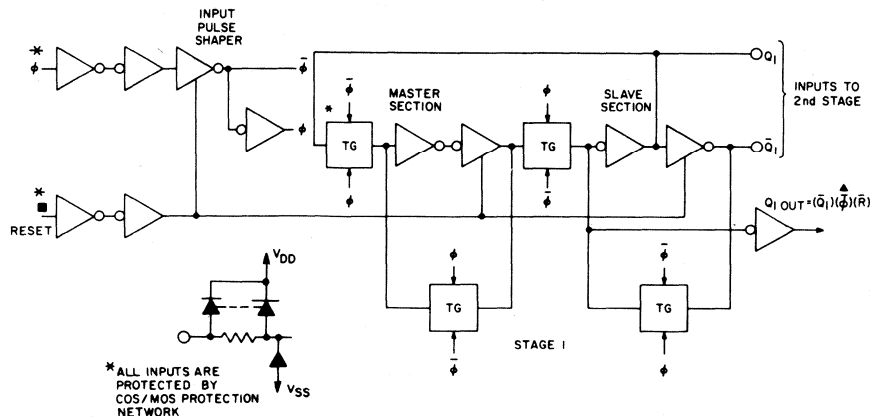 INPUT
PULSE
SHAPER
*
ϕ
ϕ̄
ϕ
ϕ̄
*
TG
ϕ
MASTER
SECTION
ϕ
TG
ϕ̄
SLAVE
SECTION
Q1
Q̄1
INPUTS TO
2nd STAGE
*
■
RESET
Q1 OUT=(Q̄1)(ϕ̄)(R̄)
▲
VDD
VSS
*ALL INPUTS ARE
PROTECTED BY
COS/MOS PROTECTION
NETWORK
ϕ
TG
ϕ̄
STAGE 1
ϕ̄
TG
ϕ